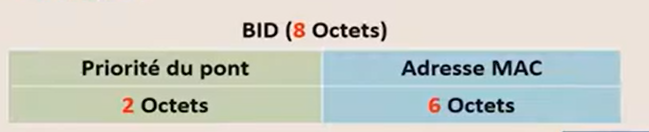 BID (8 Octets)
Priorité du pont Adresse MAC
2 Octets 6 Octets